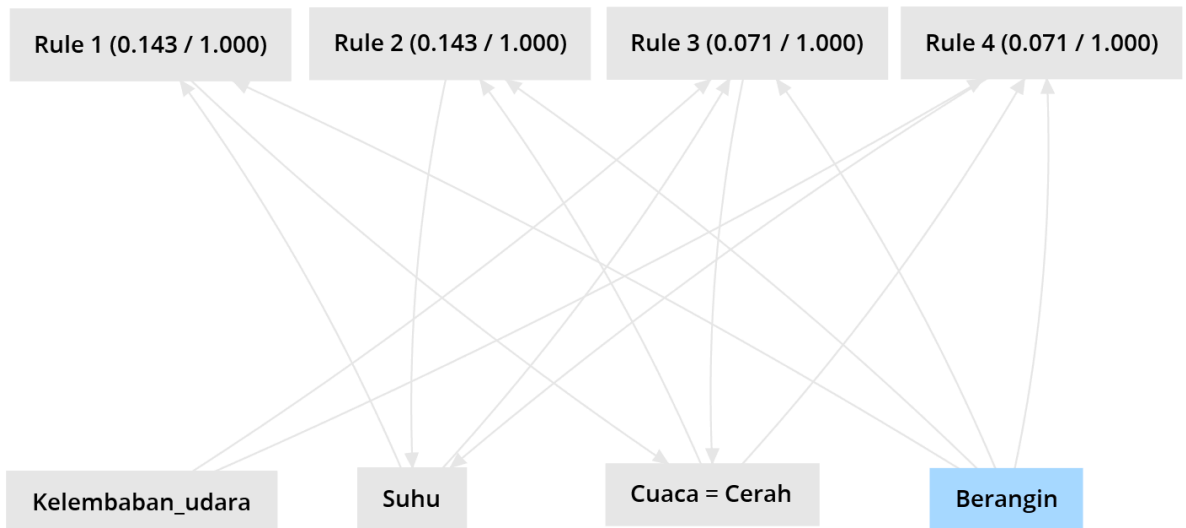 Rule 1 (0.143 / 1.000)
Rule 2 (0.143 / 1.000)
Rule 3 (0.071 / 1.000)
Rule 4 (0.071 / 1.000)
Kelembaban_udara
Suhu
Cuaca = Cerah
Berangin